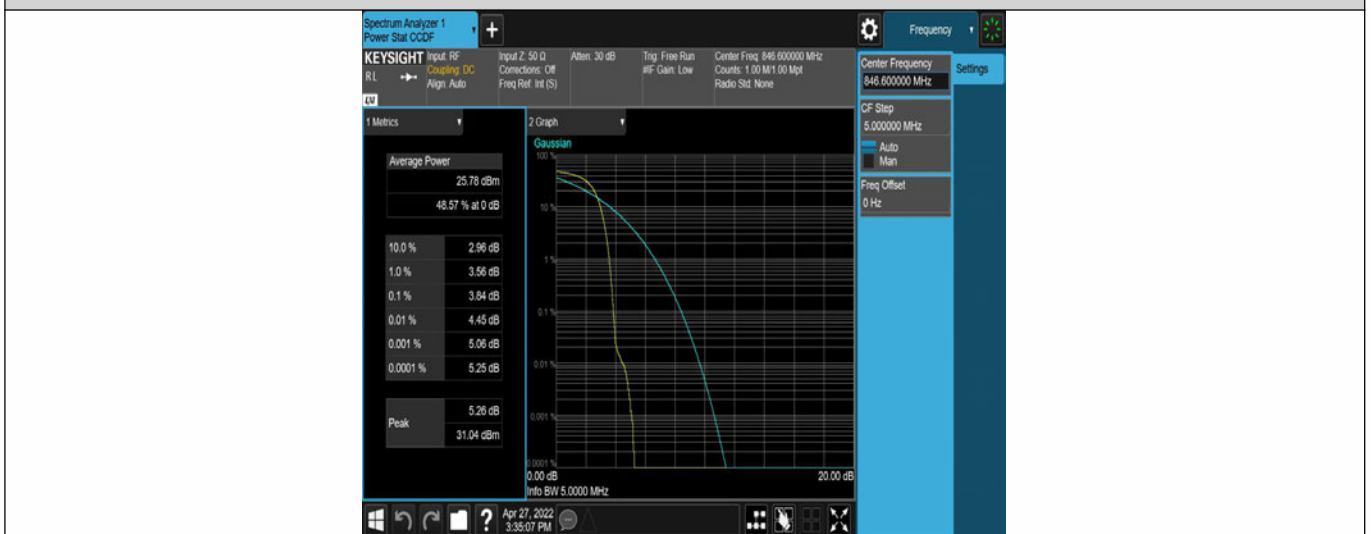 Spectrum Analyzer 1
Power Stat CCDF
+
Frequency
KEYSIGHT
R L
LXI
Input: RF
Coupling: DC
Align: Auto
Input Z: 50 Ω
Corrections: Off
Freq Ref: Int (S)
Atten: 30 dB
Trig: Free Run
#IF Gain: Low
Center Freq: 846.600000 MHz
Counts: 1.00 M/1.00 Mpt
Radio Std: None
Center Frequency
846.600000 MHz
Settings
CF Step
5.000000 MHz
Auto
Man
Freq Offset
0 Hz
1 Metrics
Average Power
25.78 dBm
48.57 % at 0 dB
10.0 % 2.96 dB
1.0 % 3.56 dB
0.1 % 3.84 dB
0.01 % 4.45 dB
0.001 % 5.06 dB
0.0001 % 5.25 dB
Peak
5.26 dB
31.04 dBm
2 Graph
Gaussian
100 %
10 %
1 %
0.1 %
0.01 %
0.001 %
0.0001 %
0.00 dB 20.00 dB
Info BW 5.0000 MHz
?
Apr 27, 2022
3:35:07 PM